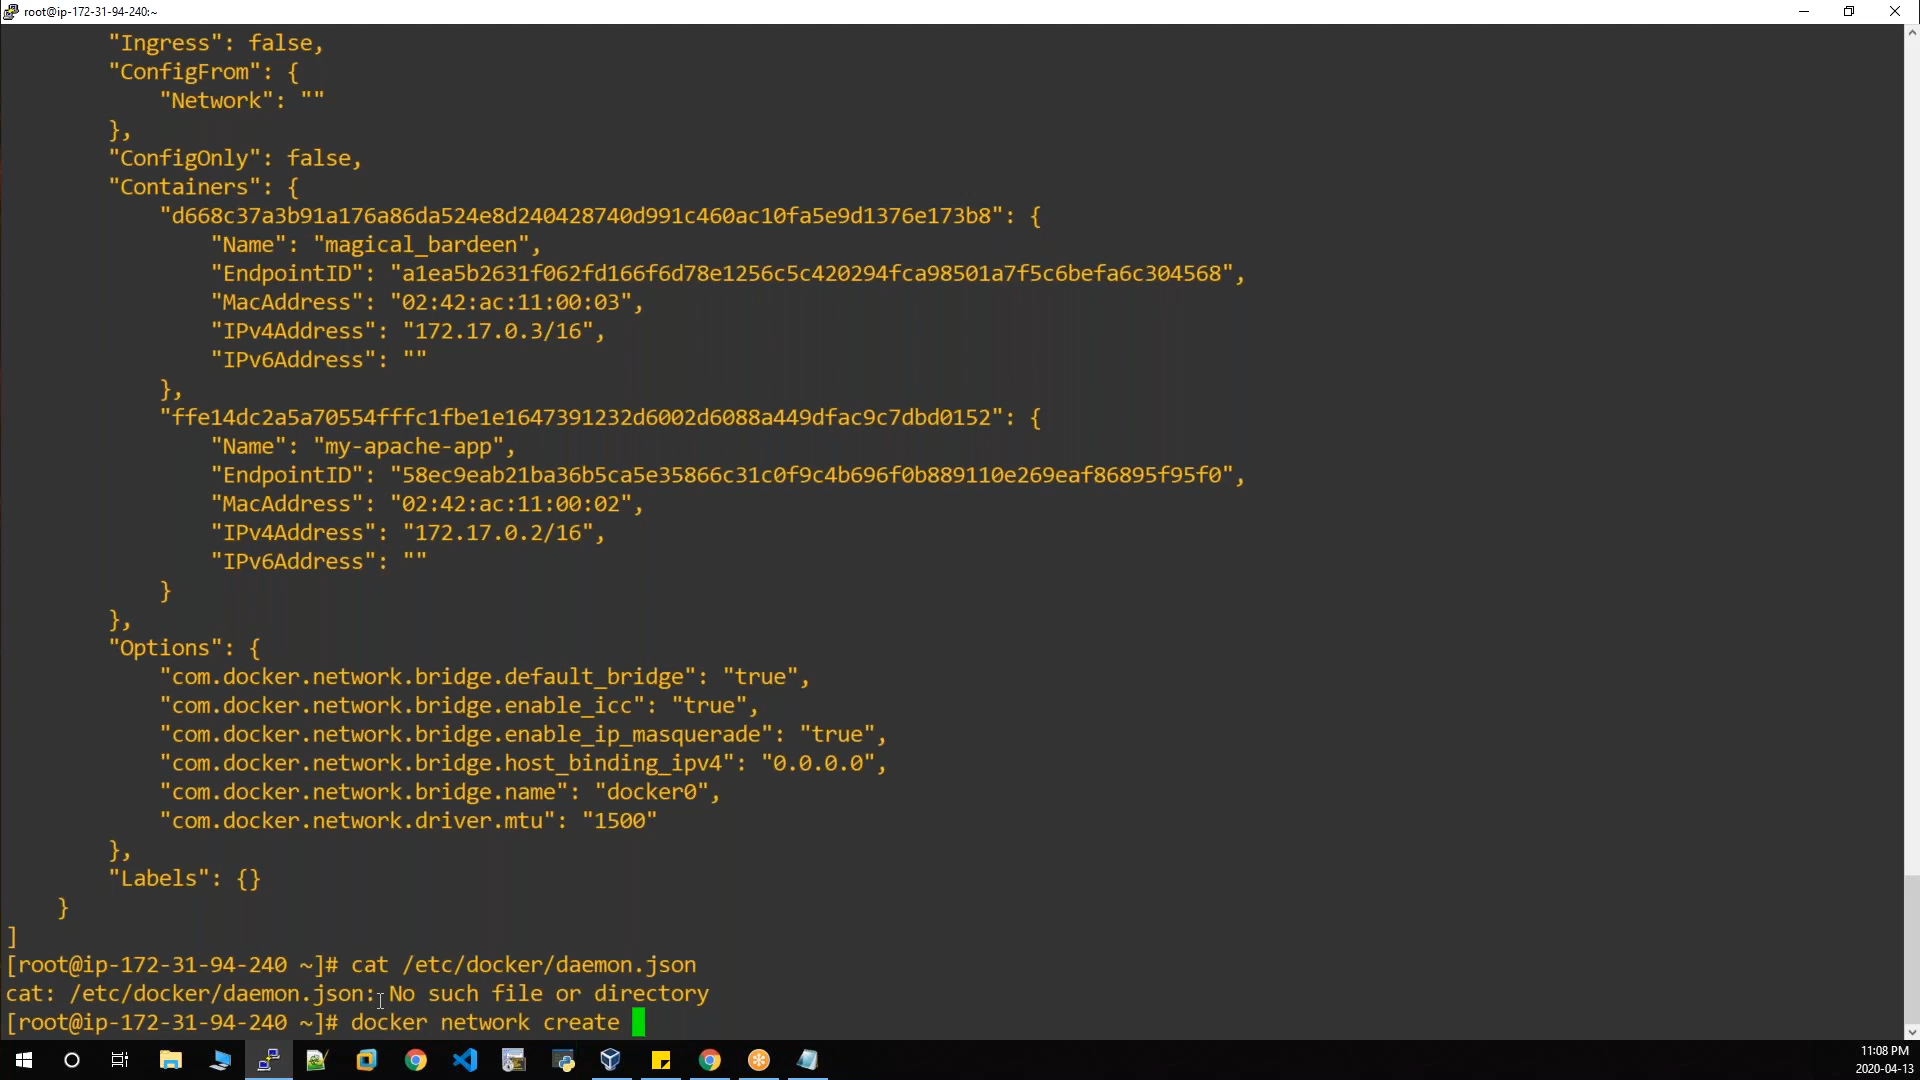 root@ip-172-31-94-240:~
"Ingress": false,
"ConfigFrom": {
"Network": ""
},
"ConfigOnly": false,
"Containers": {
"d668c37a3b91a176a86da524e8d240428740d991c460ac10fa5e9d1376e173b8": {
"Name": "magical_bardeen",
"EndpointID": "a1ea5b2631f062fd166f6d78e1256c5c420294fca98501a7f5c6befa6c304568",
"MacAddress": "02:42:ac:11:00:03",
"IPv4Address": "172.17.0.3/16",
"IPv6Address": ""
},
"ffe14dc2a5a70554fffc1fbe1e1647391232d6002d6088a449dfac9c7dbd0152": {
"Name": "my-apache-app",
"EndpointID": "58ec9eab21ba36b5ca5e35866c31c0f9c4b696f0b889110e269eaf86895f95f0",
"MacAddress": "02:42:ac:11:00:02",
"IPv4Address": "172.17.0.2/16",
"IPv6Address": ""
}
},
"Options": {
"com.docker.network.bridge.default_bridge": "true",
"com.docker.network.bridge.enable_icc": "true",
"com.docker.network.bridge.enable_ip_masquerade": "true",
"com.docker.network.bridge.host_binding_ipv4": "0.0.0.0",
"com.docker.network.bridge.name": "docker0",
"com.docker.network.driver.mtu": "1500"
},
"Labels": {}
}
]
[root@ip-172-31-94-240 ~]# cat /etc/docker/daemon.json
cat: /etc/docker/daemon.json: No such file or directory
[root@ip-172-31-94-240 ~]# docker network create
11:08 PM
2020-04-13